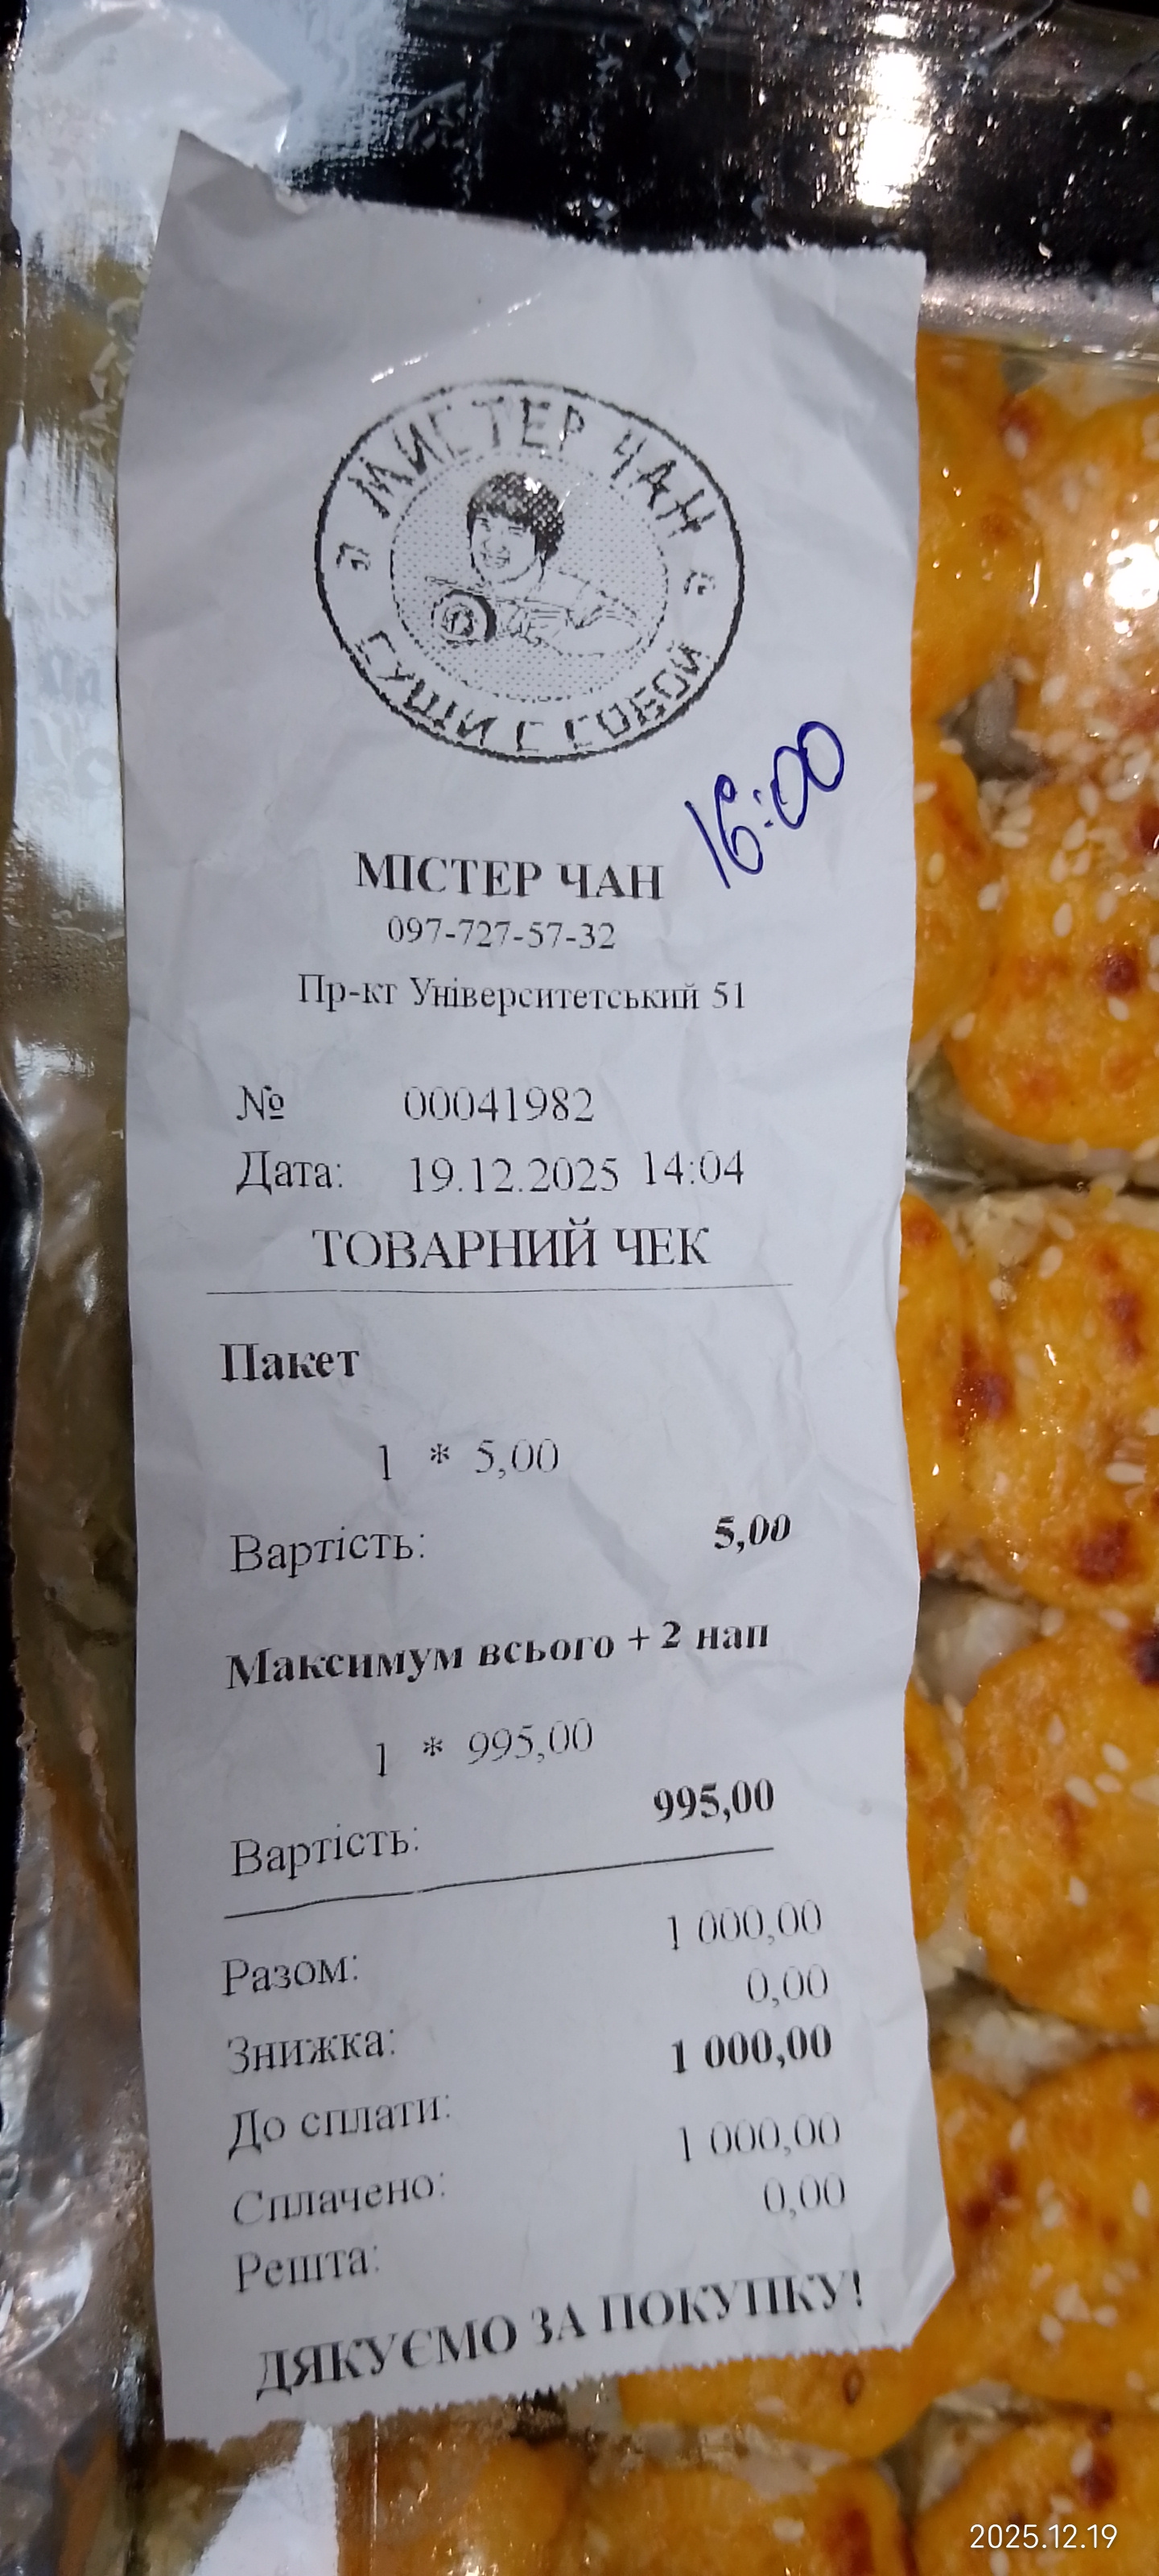 МИСТЕР ЧАН
СУШИ С СОБОЙ
16:00
МІСТЕР ЧАН
097-727-57-32
Пр-кт Університетський 51
№ 00041982
Дата: 19.12.2025 14:04
ТОВАРНИЙ ЧЕК
Пакет
1 * 5,00
Вартість: 5,00
Максимум всього + 2 нап
1 * 995,00
Вартість: 995,00
Разом: 1 000,00
Знижка: 0,00
До сплати: 1 000,00
Сплачено: 1 000,00
Решта: 0,00
ДЯКУЄМО ЗА ПОКУПКУ!
2025.12.19